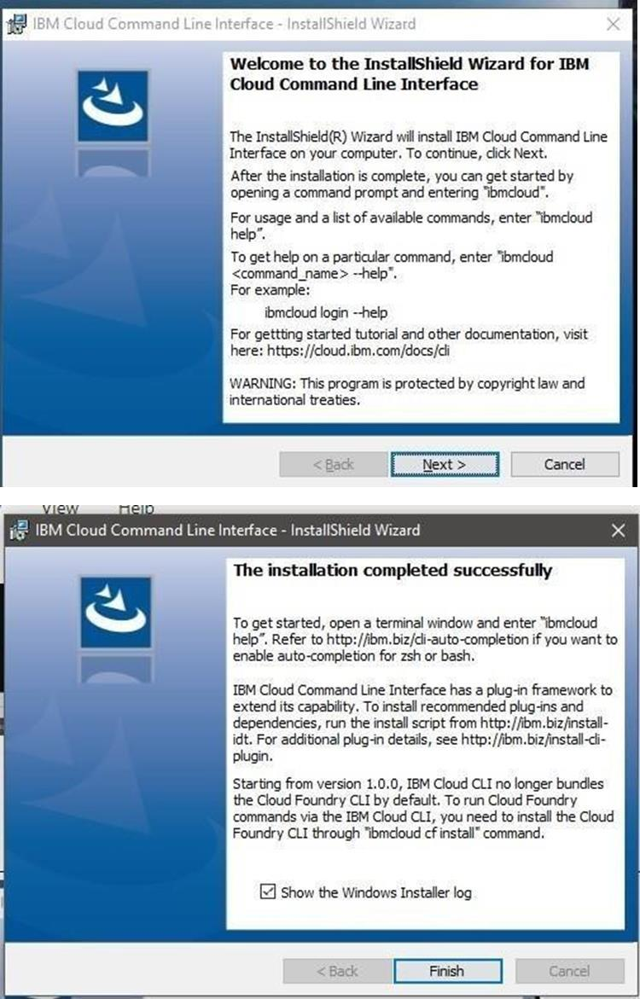 IBM Cloud Command Line Interface - InstallShield Wizard
Welcome to the InstallShield Wizard for IBM
Cloud Command Line Interface
The InstallShield(R) Wizard will install IBM Cloud Command Line
Interface on your computer. To continue, click Next.
After the installation is complete, you can get started by
opening a command prompt and entering "ibmcloud".
For usage and a list of available commands, enter "ibmcloud
help”.
To get help on a particular command, enter "ibmcloud
<command_name> --help".
For example:
ibmcloud login --help
For gettting started tutorial and other documentation, visit
here: https://cloud.ibm.com/docs/cli
WARNING: This program is protected by copyright law and
international treaties.
< Back
Next >
Cancel
View Help
IBM Cloud Command Line Interface - InstallShield Wizard
The installation completed successfully
To get started, open a terminal window and enter “ibmcloud
help”. Refer to http://ibm.biz/cli-auto-completion if you want to
enable auto-completion for zsh or bash.
IBM Cloud Command Line Interface has a plug-in framework to
extend its capability. To install recommended plug-ins and
dependencies, run the install script from http://ibm.biz/install-
idt. For additional plug-in details, see http://ibm.biz/install-cli-
plugin.
Starting from version 1.0.0, IBM Cloud CLI no longer bundles
the Cloud Foundry CLI by default. To run Cloud Foundry
commands via the IBM Cloud CLI, you need to install the Cloud
Foundry CLI through "ibmcloud cf install" command.
Show the Windows Installer log
< Back
Finish
Cancel